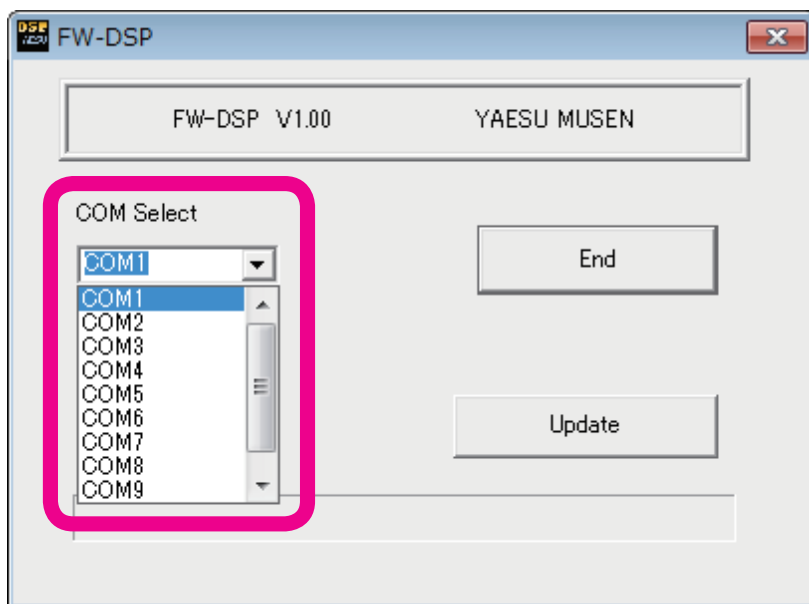 DSP
FW-DSP
FW-DSP V1.00 YAESU MUSEN
COM Select
COM1
COM1
COM2
COM3
COM4
COM5
COM6
COM7
COM8
COM9
End
Update